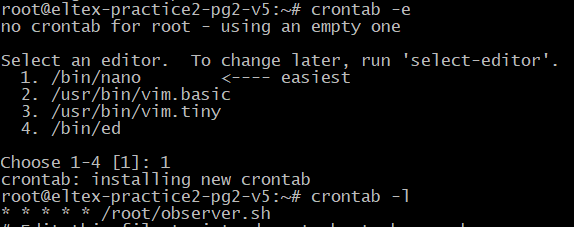 root@eltex-practice2-pg2-v5:~# crontab -e
no crontab for root - using an empty one

Select an editor.  To change later, run 'select-editor'.
  1. /bin/nano        <---- easiest
  2. /usr/bin/vim.basic
  3. /usr/bin/vim.tiny
  4. /bin/ed

Choose 1-4 [1]: 1
crontab: installing new crontab
root@eltex-practice2-pg2-v5:~# crontab -l
* * * * * /root/observer.sh